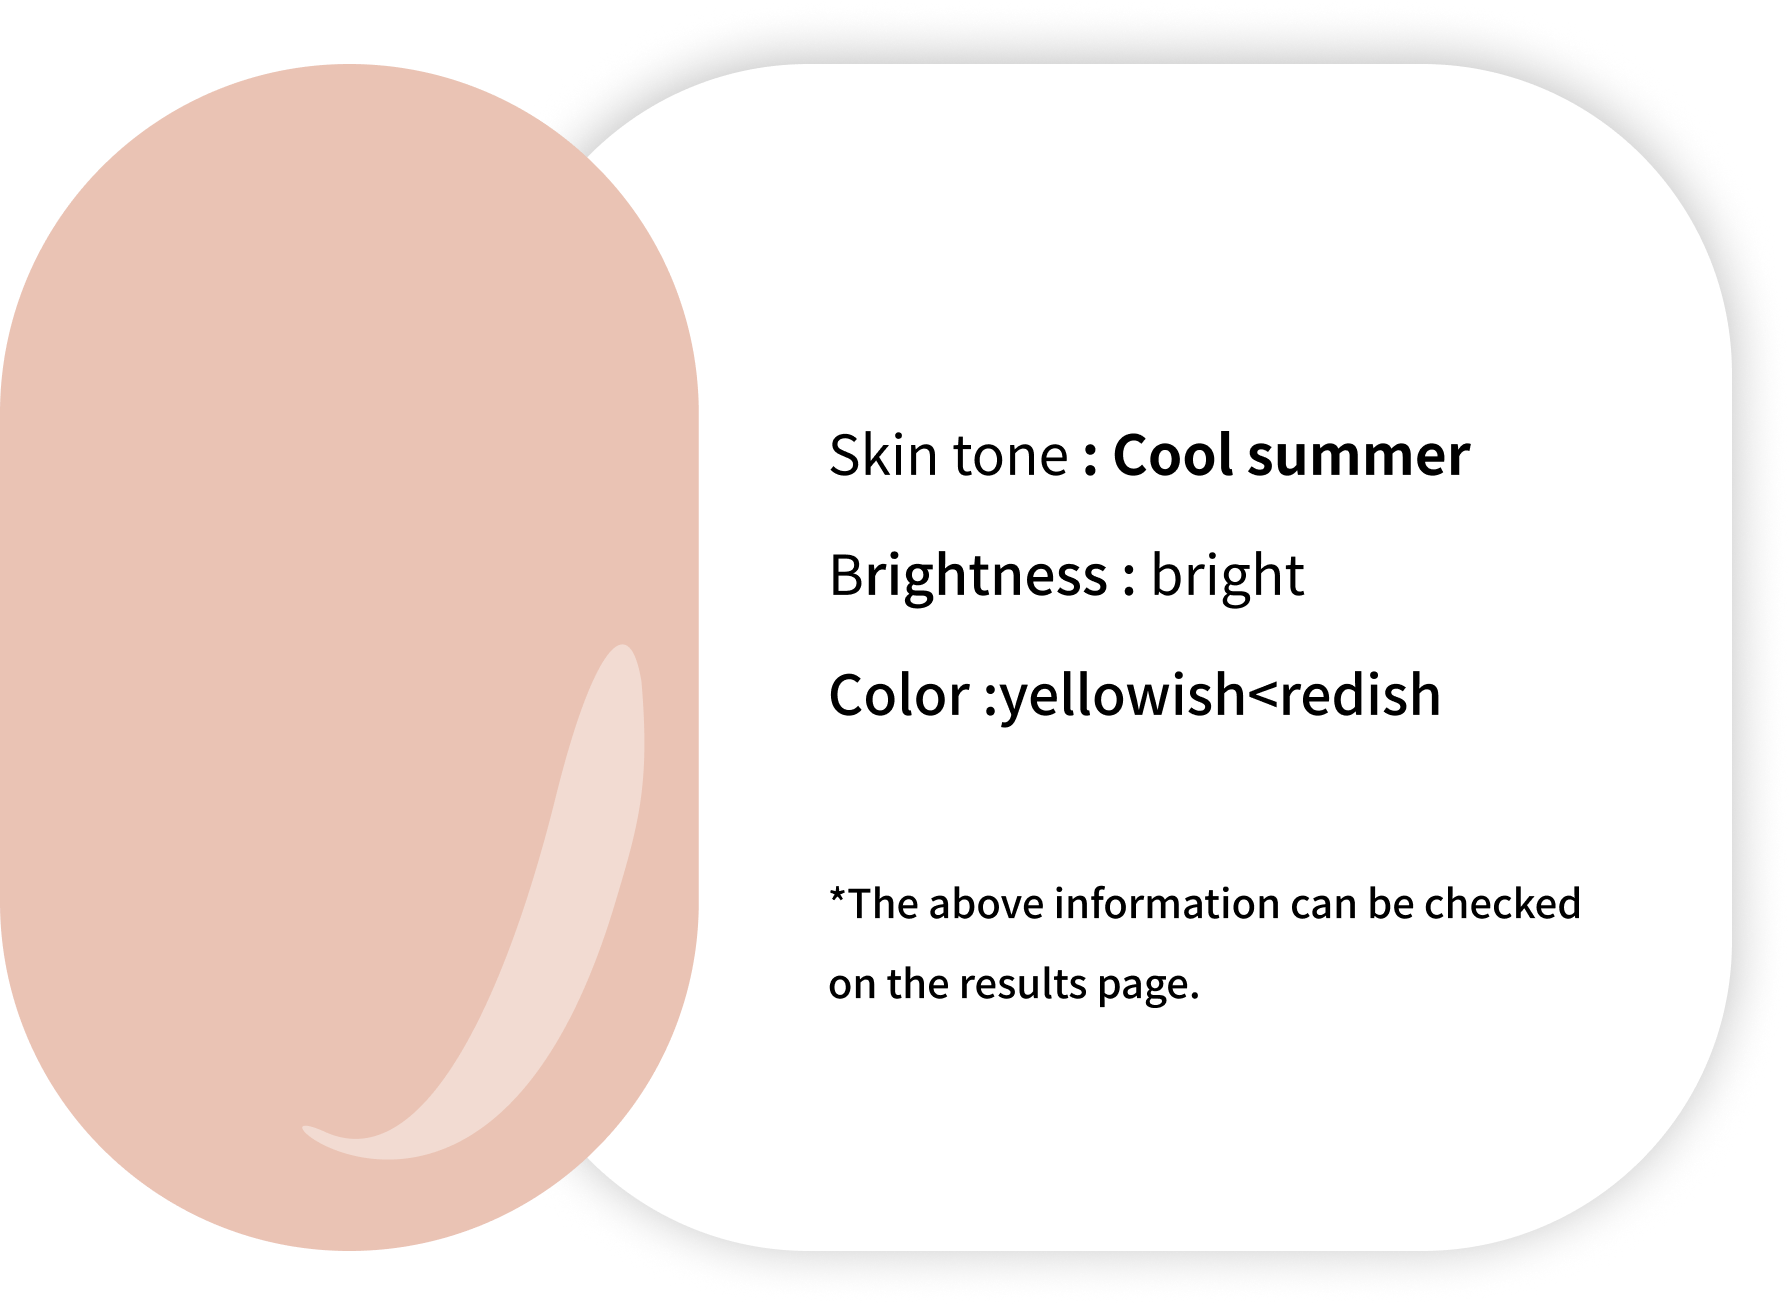 Skin tone : Cool summer
Brightness : bright
Color :yellowish<redish
*The above information can be checked
on the results page.